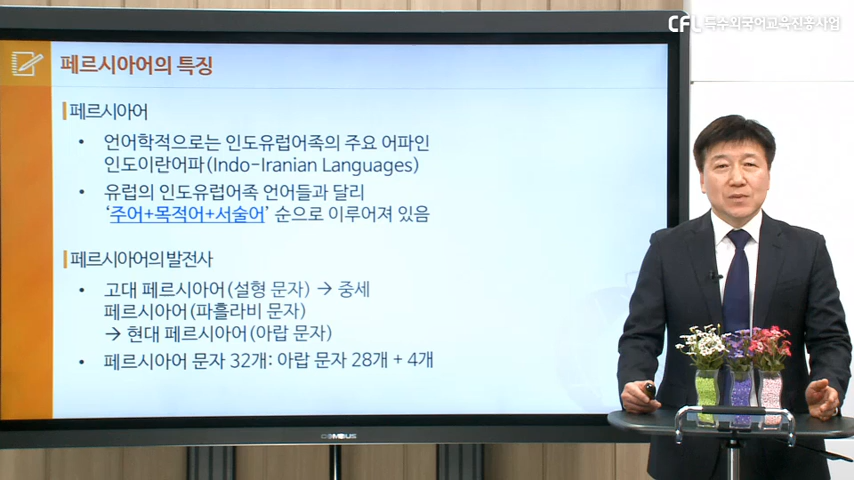 CFL 특수외국어교육진흥사업
페르시아어의 특징
페르시아어
• 언어학적으로는 인도유럽어족의 주요 어파인
인도이란어파(Indo-Iranian Languages)
• 유럽의 인도유럽어족 언어들과 달리
‘주어+목적어+서술어’ 순으로 이루어져 있음
페르시아어의 발전사
• 고대 페르시아어(설형 문자) → 중세
페르시아어(파흘라비 문자)
→ 현대 페르시아어(아랍 문자)
• 페르시아어 문자 32개: 아랍 문자 28개 + 4개